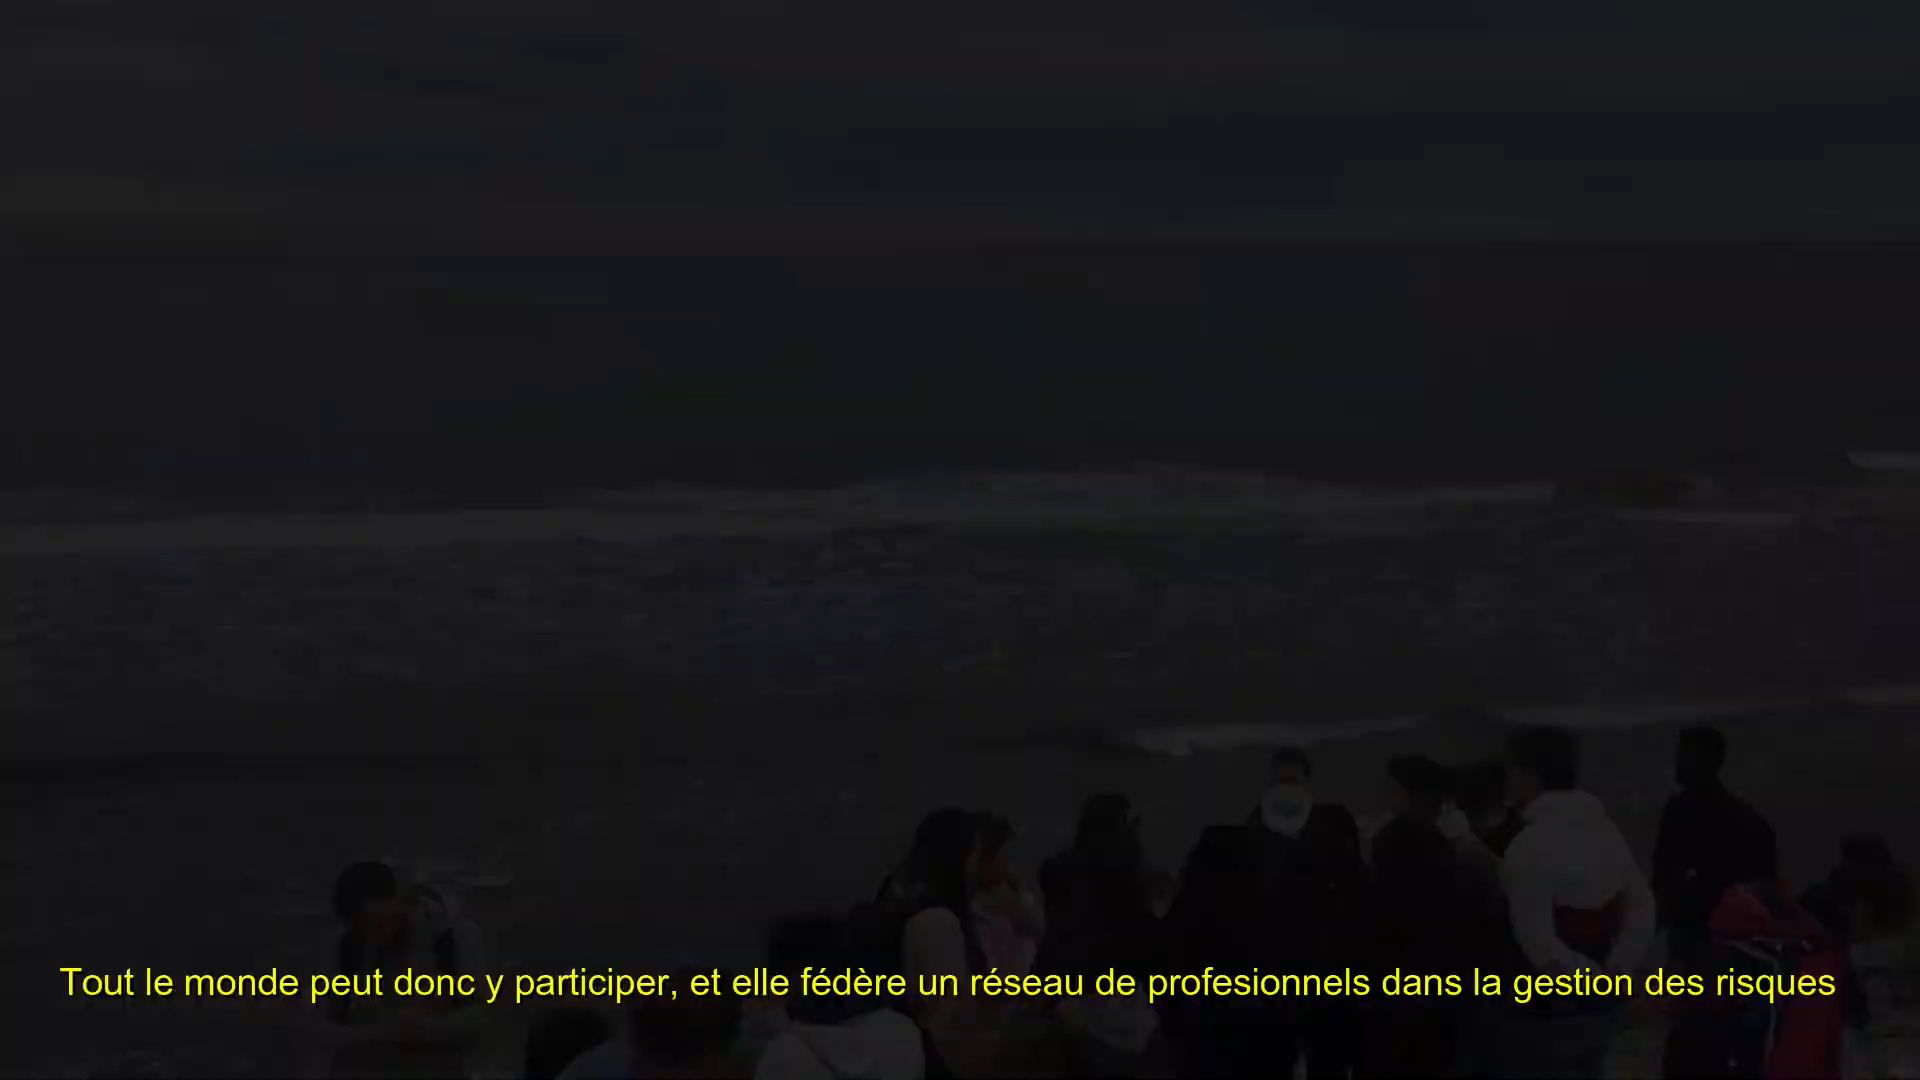 Tout le monde peut donc y participer, et elle fédère un réseau de profesionnels dans la gestion des risques